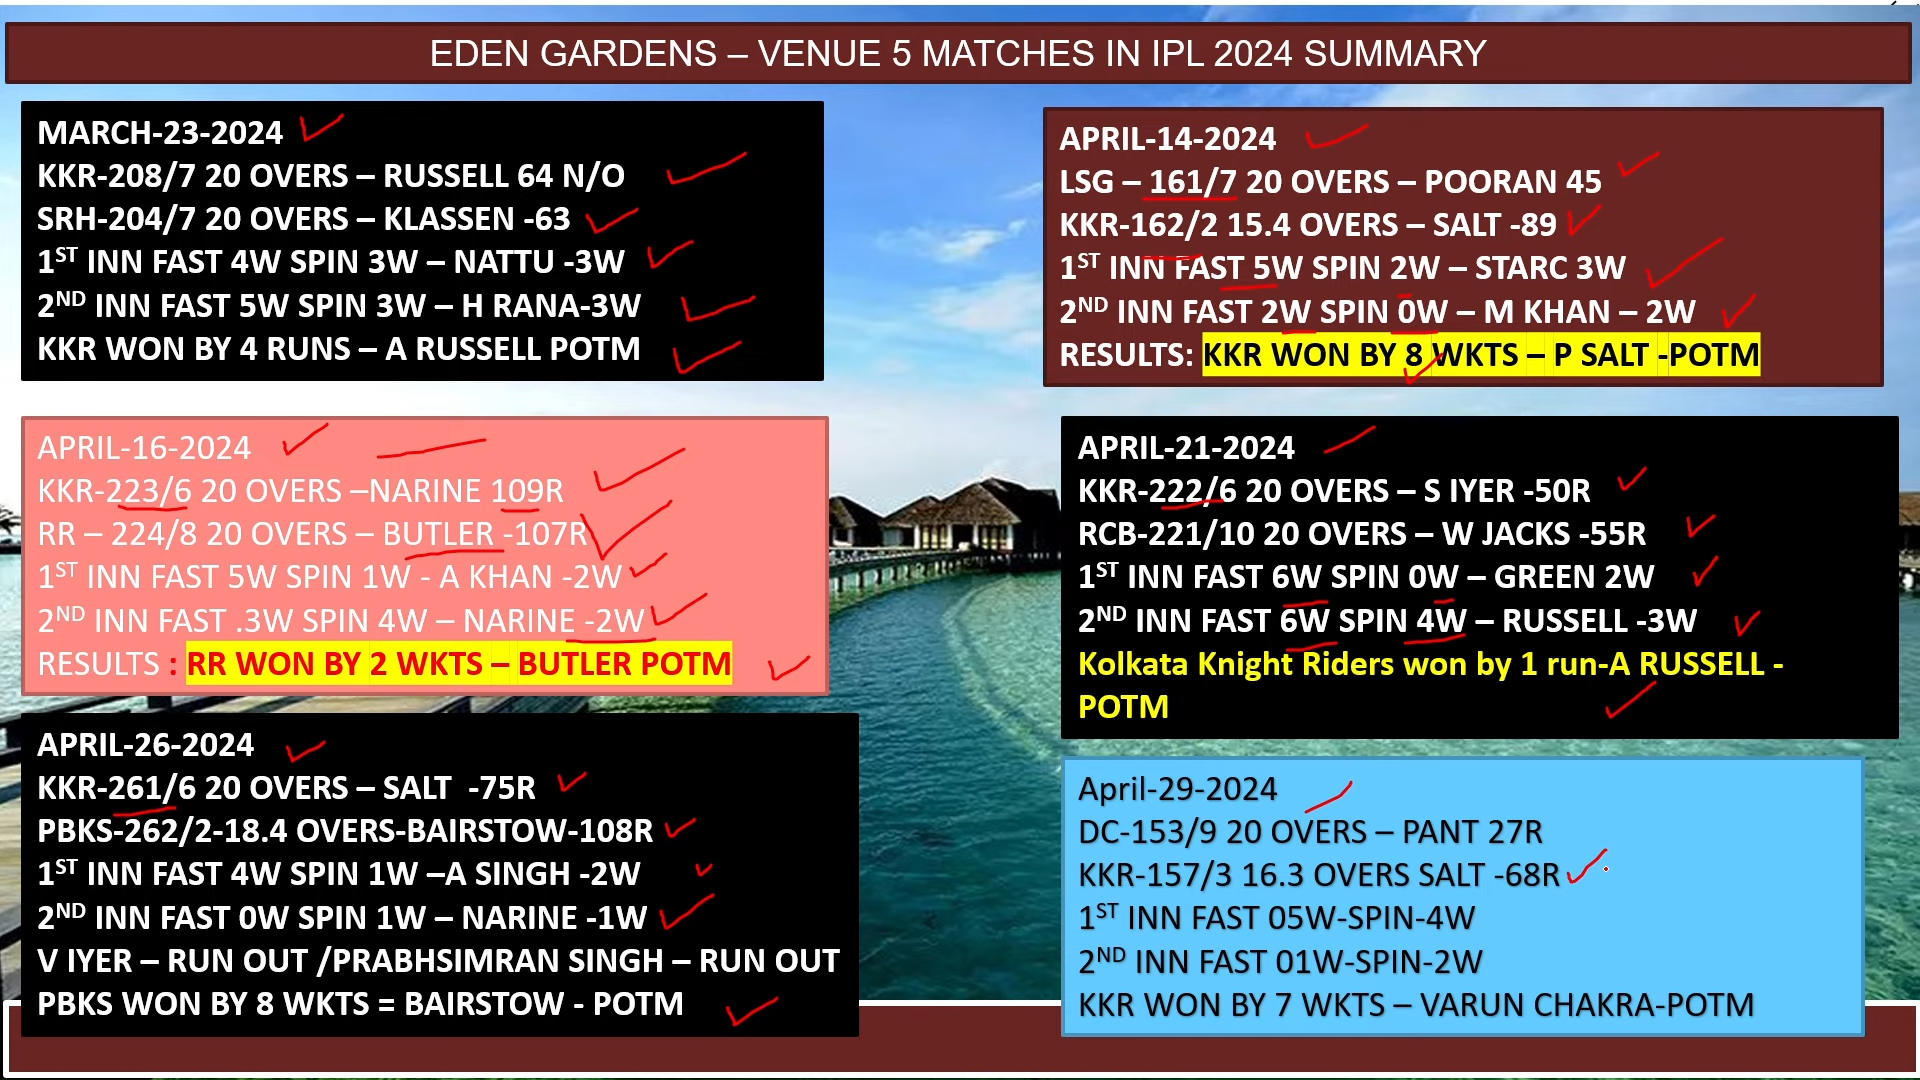 EDEN GARDENS – VENUE 5 MATCHES IN IPL 2024 SUMMARY
MARCH-23-2024
KKR-208/7 20 OVERS – RUSSELL 64 N/O
SRH-204/7 20 OVERS – KLASSEN -63
1ST INN FAST 4W SPIN 3W – NATTU -3W
2ND INN FAST 5W SPIN 3W – H RANA-3W
KKR WON BY 4 RUNS – A RUSSELL POTM
APRIL-14-2024
LSG – 161/7 20 OVERS – POORAN 45
KKR-162/2 15.4 OVERS – SALT -89
1ST INN FAST 5W SPIN 2W – STARC 3W
2ND INN FAST 2W SPIN 0W – M KHAN – 2W
RESULTS: KKR WON BY 8 WKTS – P SALT -POTM
APRIL-16-2024
KKR-223/6 20 OVERS –NARINE 109R
RR – 224/8 20 OVERS – BUTLER -107R
1ST INN FAST 5W SPIN 1W - A KHAN -2W
2ND INN FAST .3W SPIN 4W – NARINE -2W
RESULTS : RR WON BY 2 WKTS – BUTLER POTM
APRIL-21-2024
KKR-222/6 20 OVERS – S IYER -50R
RCB-221/10 20 OVERS – W JACKS -55R
1ST INN FAST 6W SPIN 0W – GREEN 2W
2ND INN FAST 6W SPIN 4W – RUSSELL -3W
Kolkata Knight Riders won by 1 run-A RUSSELL -
POTM
APRIL-26-2024
KKR-261/6 20 OVERS – SALT -75R
PBKS-262/2-18.4 OVERS-BAIRSTOW-108R
1ST INN FAST 4W SPIN 1W –A SINGH -2W
2ND INN FAST 0W SPIN 1W – NARINE -1W
V IYER – RUN OUT /PRABHSIMRAN SINGH – RUN OUT
PBKS WON BY 8 WKTS = BAIRSTOW - POTM
April-29-2024
DC-153/9 20 OVERS – PANT 27R
KKR-157/3 16.3 OVERS SALT -68R
1ST INN FAST 05W-SPIN-4W
2ND INN FAST 01W-SPIN-2W
KKR WON BY 7 WKTS – VARUN CHAKRA-POTM